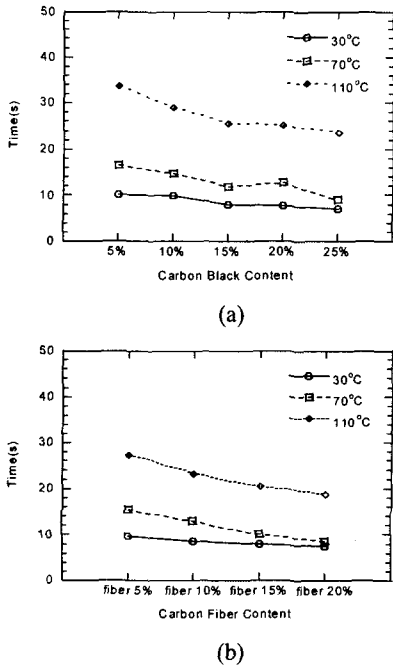 50
40
30
20
10
0
Time(s)
30°C
70°C
110°C
5% 10% 15% 20% 25%
Carbon Black Content
(a)
50
40
30
20
10
0
Time(s)
30°C
70°C
110°C
fiber 5% fiber 10% fiber 15% fiber 20%
Carbon Fiber Content
(b)